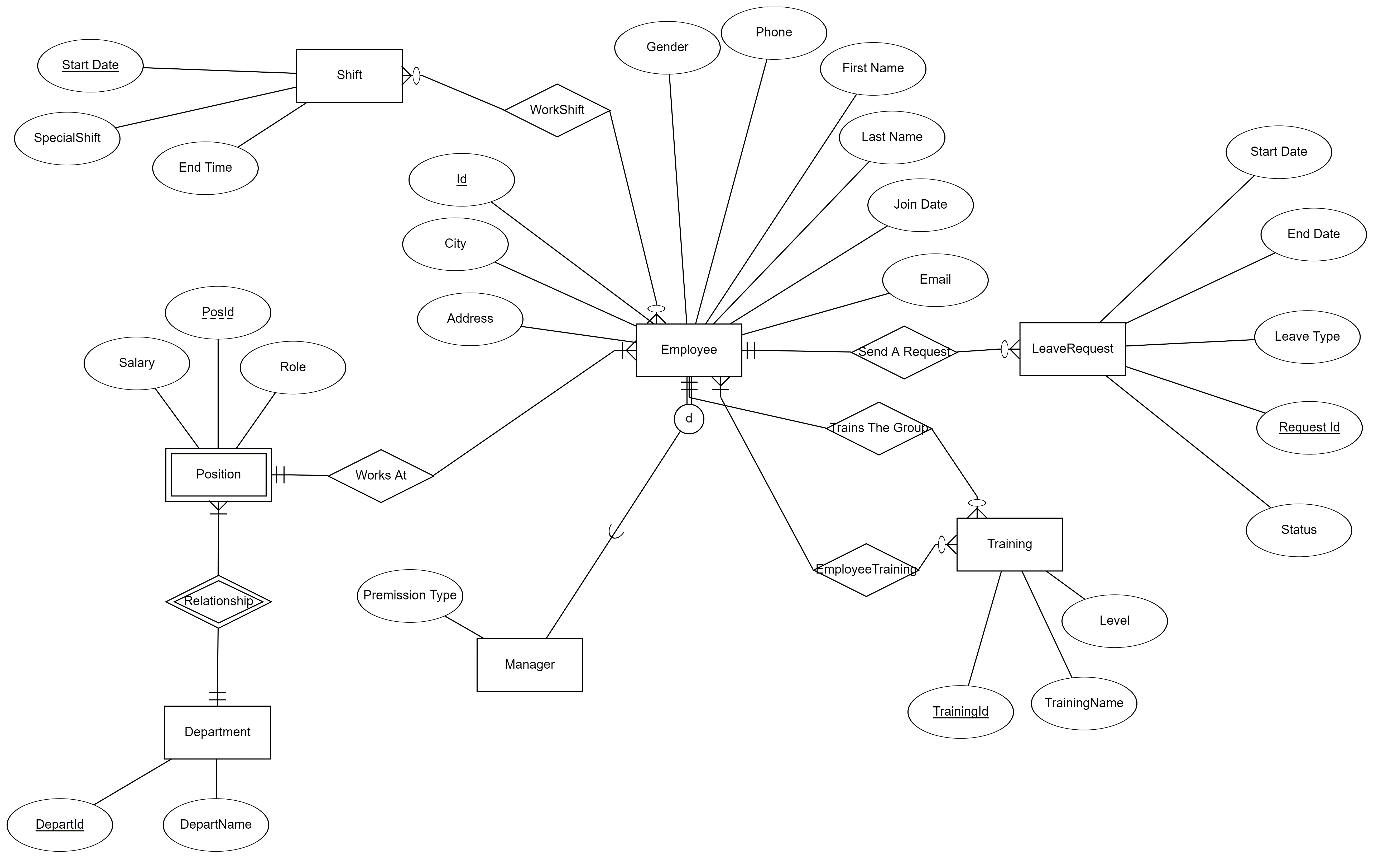 Phone
Gender
First Name
Start Date
Shift
WorkShift
Last Name
SpecialShift
Start Date
End Time
Id
Join Date
City
End Date
Email
PosId
Address
Leave Type
Employee
Send A Request
LeaveRequest
Salary
Role
d
Trains The Group
Request Id
Position
Works At
Status
Training
EmployeeTraining
Premission Type
Relationship
Level
Manager
TrainingId
TrainingName
Department
DepartId
DepartName